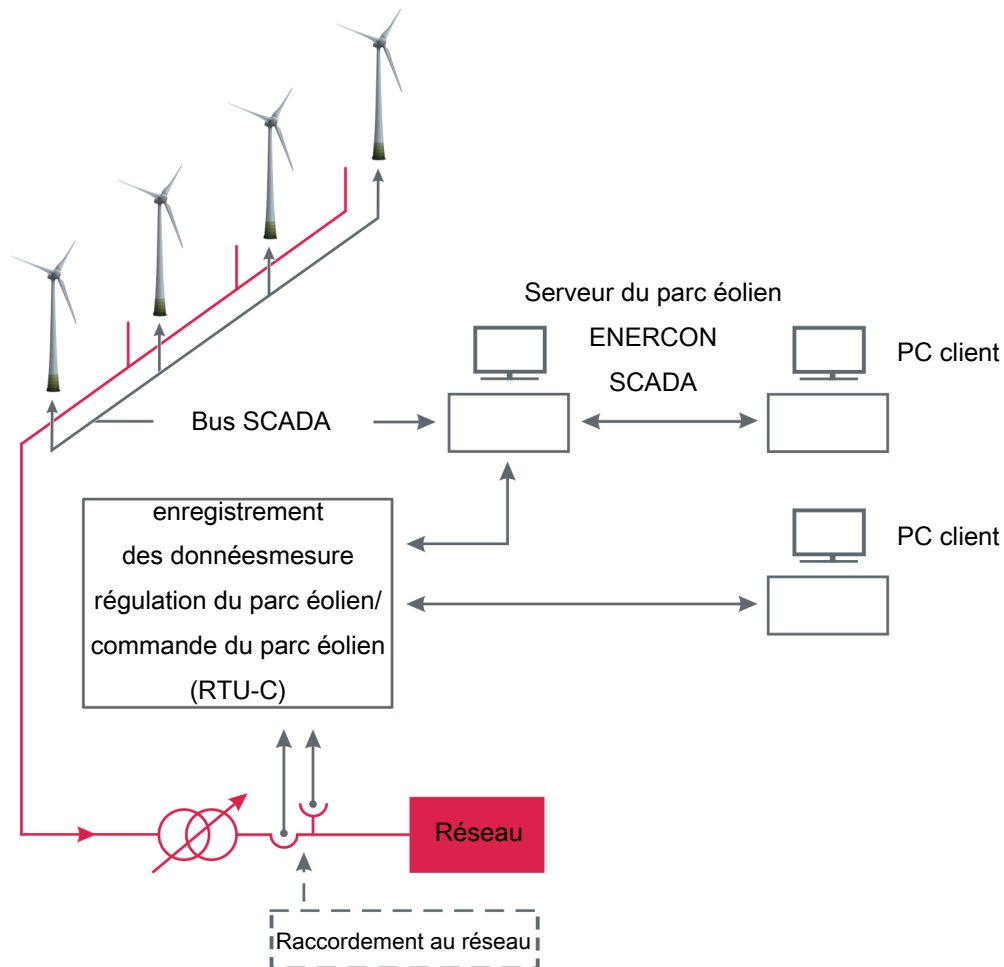 Serveur du parc éolien
ENERCON
SCADA
PC client
Bus SCADA
enregistrement
des donnéesmesure
régulation du parc éolien/
commande du parc éolien
(RTU-C)
PC client
Réseau
Raccordement au réseau